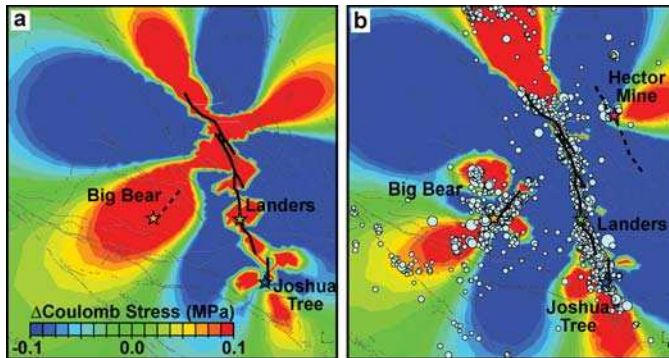 a
Big Bear
Landers
Joshua
Tree
ΔCoulomb Stress (MPa)
-0.1 0.0 0.1
b
Hector
Mine
Big Bear
Landers
Joshua
Tree